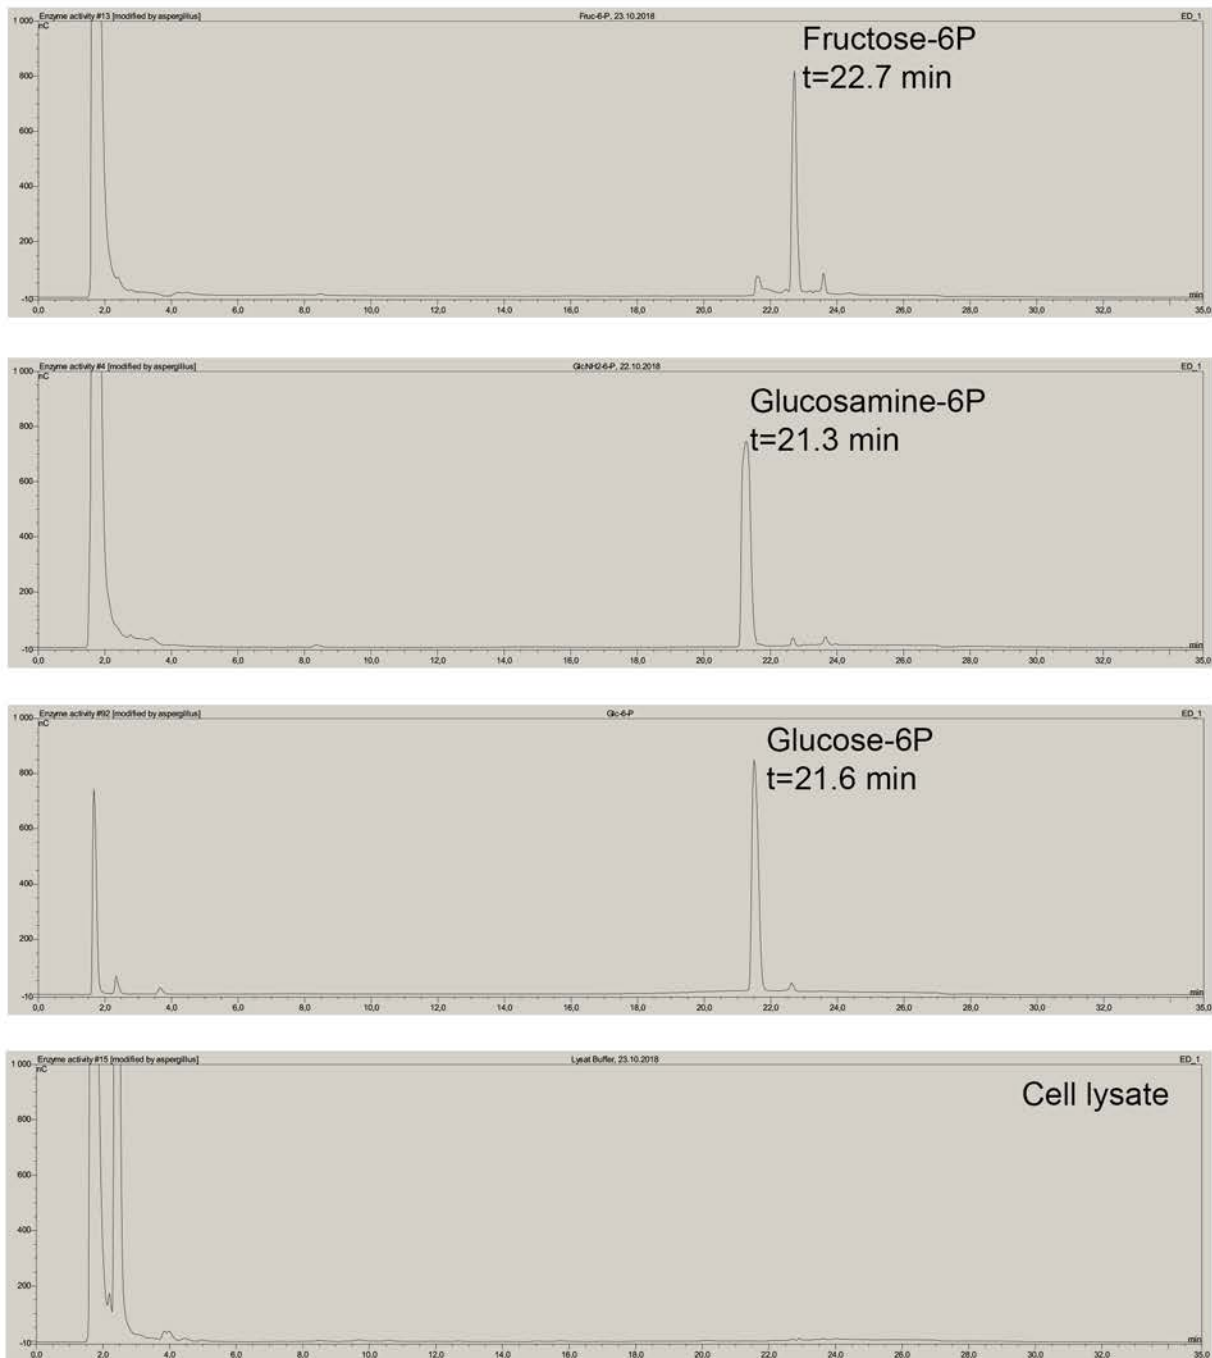 Enzyme activity #13 [modified by aspergillus] Fruc-6-P, 23.10.2018 ED_1
1 000 nC
Fructose-6P
t=22.7 min
800
600
400
200
-10
min
0,0 2,0 4,0 6,0 8,0 10,0 12,0 14,0 16,0 18,0 20,0 22,0 24,0 26,0 28,0 30,0 32,0 35,0
Enzyme activity #4 [modified by aspergillus] GlcNH2-6-P, 22.10.2018 ED_1
1 000 nC
Glucosamine-6P
t=21.3 min
800
600
400
200
-10
min
0,0 2,0 4,0 6,0 8,0 10,0 12,0 14,0 16,0 18,0 20,0 22,0 24,0 26,0 28,0 30,0 32,0 35,0
Enzyme activity #92 [modified by aspergillus] Glc-6-P ED_1
1 000 nC
Glucose-6P
t=21.6 min
800
600
400
200
-10
min
0,0 2,0 4,0 6,0 8,0 10,0 12,0 14,0 16,0 18,0 20,0 22,0 24,0 26,0 28,0 30,0 32,0 35,0
Enzyme activity #15 [modified by aspergillus] Lysat Buffer, 23.10.2018 ED_1
1 000 nC
Cell lysate
800
600
400
200
-10
min
0,0 2,0 4,0 6,0 8,0 10,0 12,0 14,0 16,0 18,0 20,0 22,0 24,0 26,0 28,0 30,0 32,0 35,0